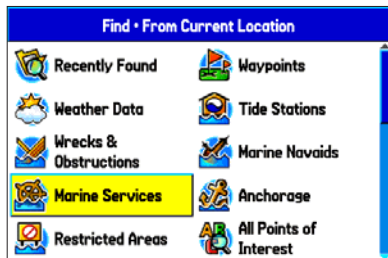 Find • From Current Location
Recently Found
Waypoints
Weather Data
Tide Stations
Wrecks &
Obstructions
Marine Navaids
Marine Services
Anchorage
Restricted Areas
All Points of
Interest